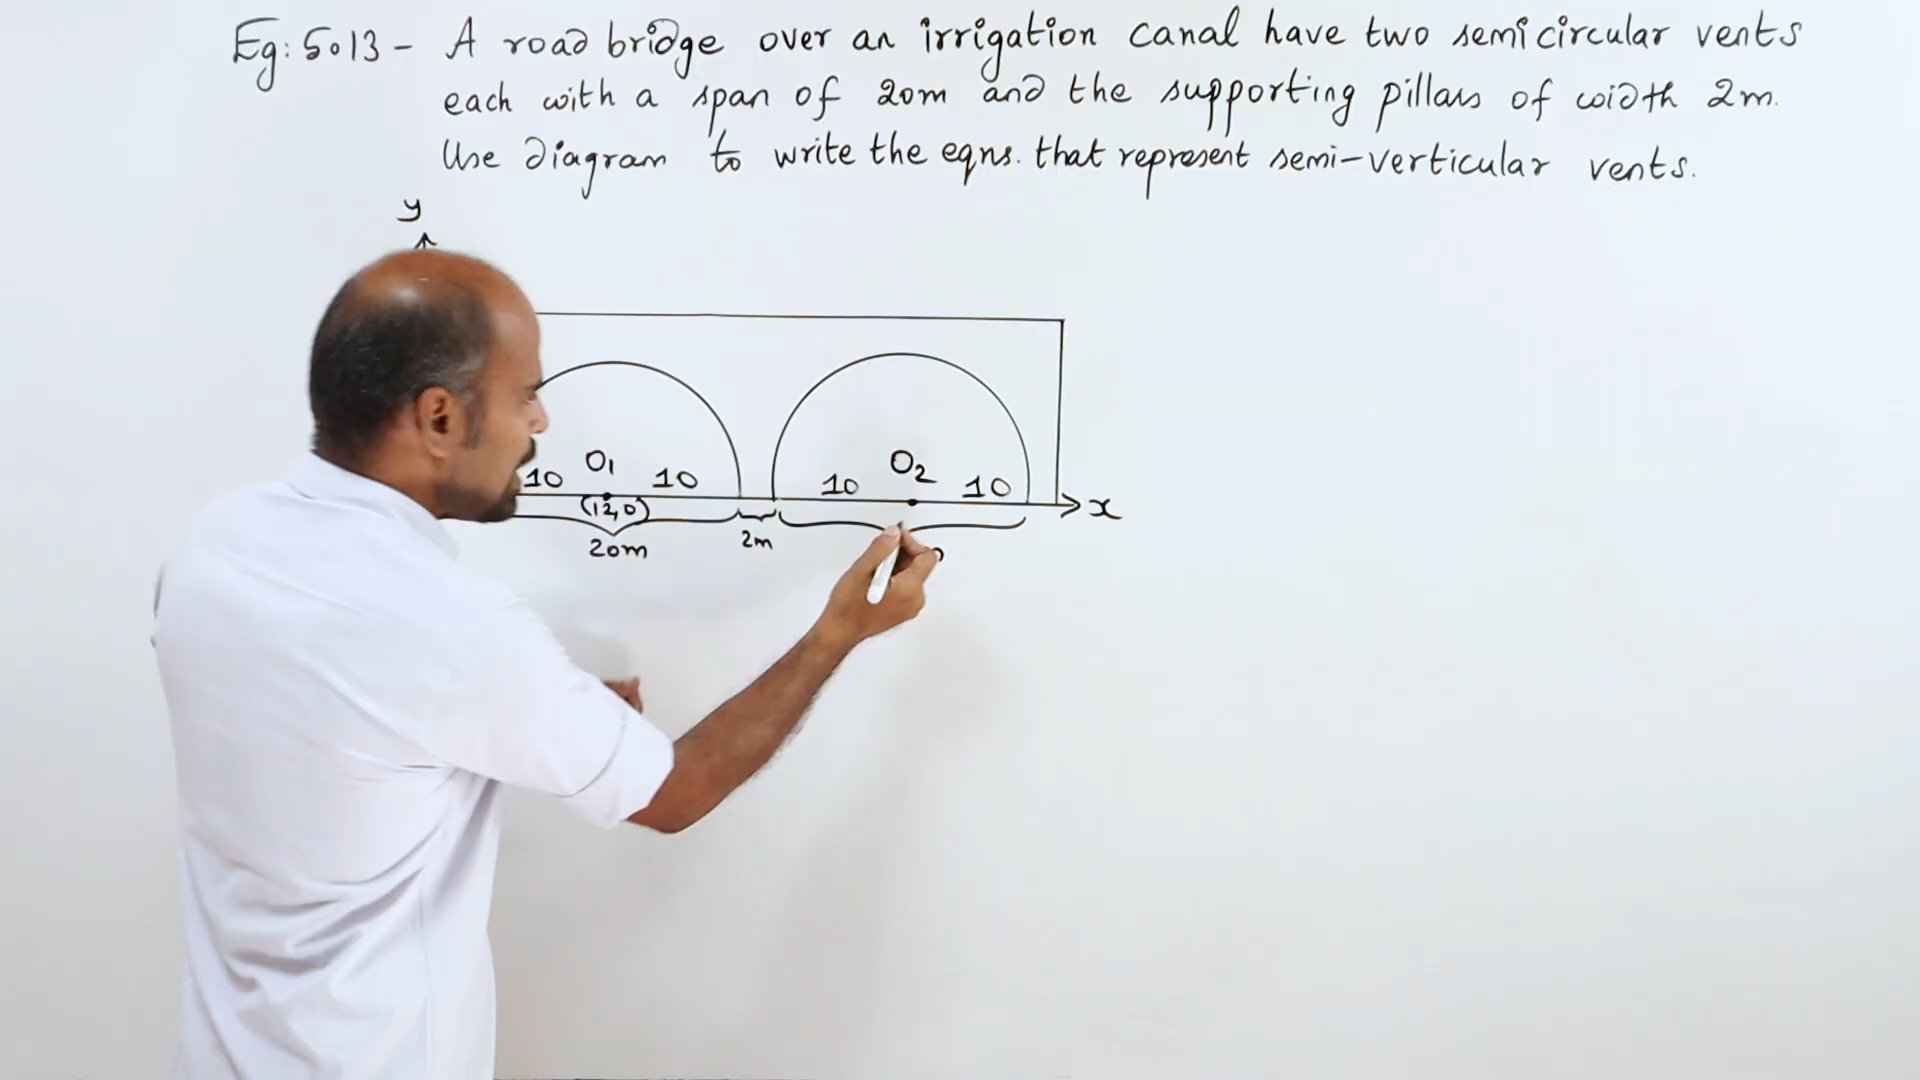 Eg: 5.13 - A road bridge over an irrigation canal have two semicircular vents
each with a span of 20m and the supporting pillars of width 2m.
Use diagram to write the eqns. that represent semi-verticular vents.
y
10 O₁ 10
10 O₂ 10
(12,0)
x
20m
2m